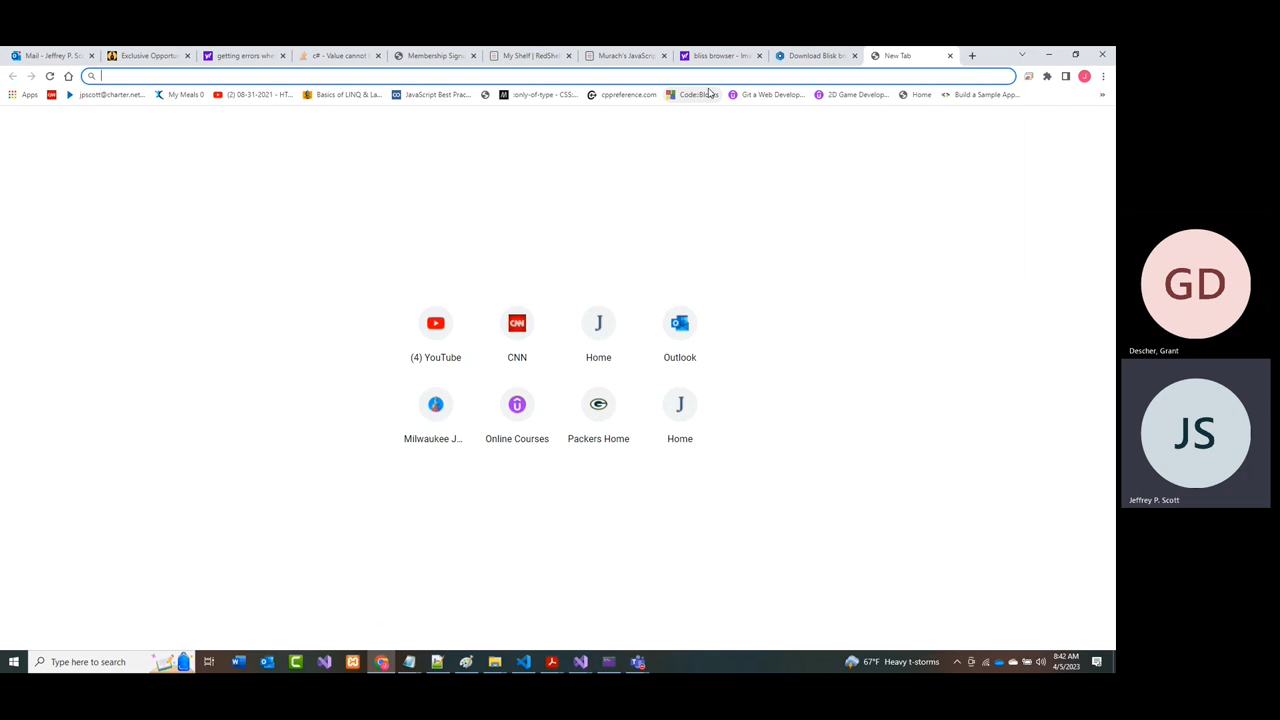 Mail - Jeffrey P. S
Exclusive Opportun
getting errors whe
c# - Value cannot
Membership Signu
My Shelf | RedShel
Murach's JavaScrip
bliss browser - Ima
Download Blisk br
New Tab
Apps
jpscott@charter.net...
My Meals 0
(2) 08-31-2021 - HT...
Basics of LINQ & La...
JavaScript Best Prac...
:only-of-type - CSS:...
cppreference.com
Code::Blocks
Git a Web Develop...
2D Game Develop...
Home
Build a Sample App...
(4) YouTube
CNN
Home
Outlook
Milwaukee J...
Online Courses
Packers Home
Home
GD
Descher, Grant
JS
Jeffrey P. Scott
Type here to search
67°F Heavy t-storms
8:42 AM
4/5/2023